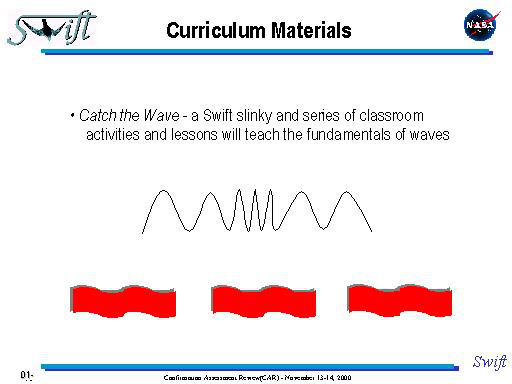 Swift
Curriculum Materials
NASA
• Catch the Wave - a Swift slinky and series of classroom
activities and lessons will teach the fundamentals of waves
Swift
01-
Confirmation Assessment Review(CAR) - November 13-14, 2000